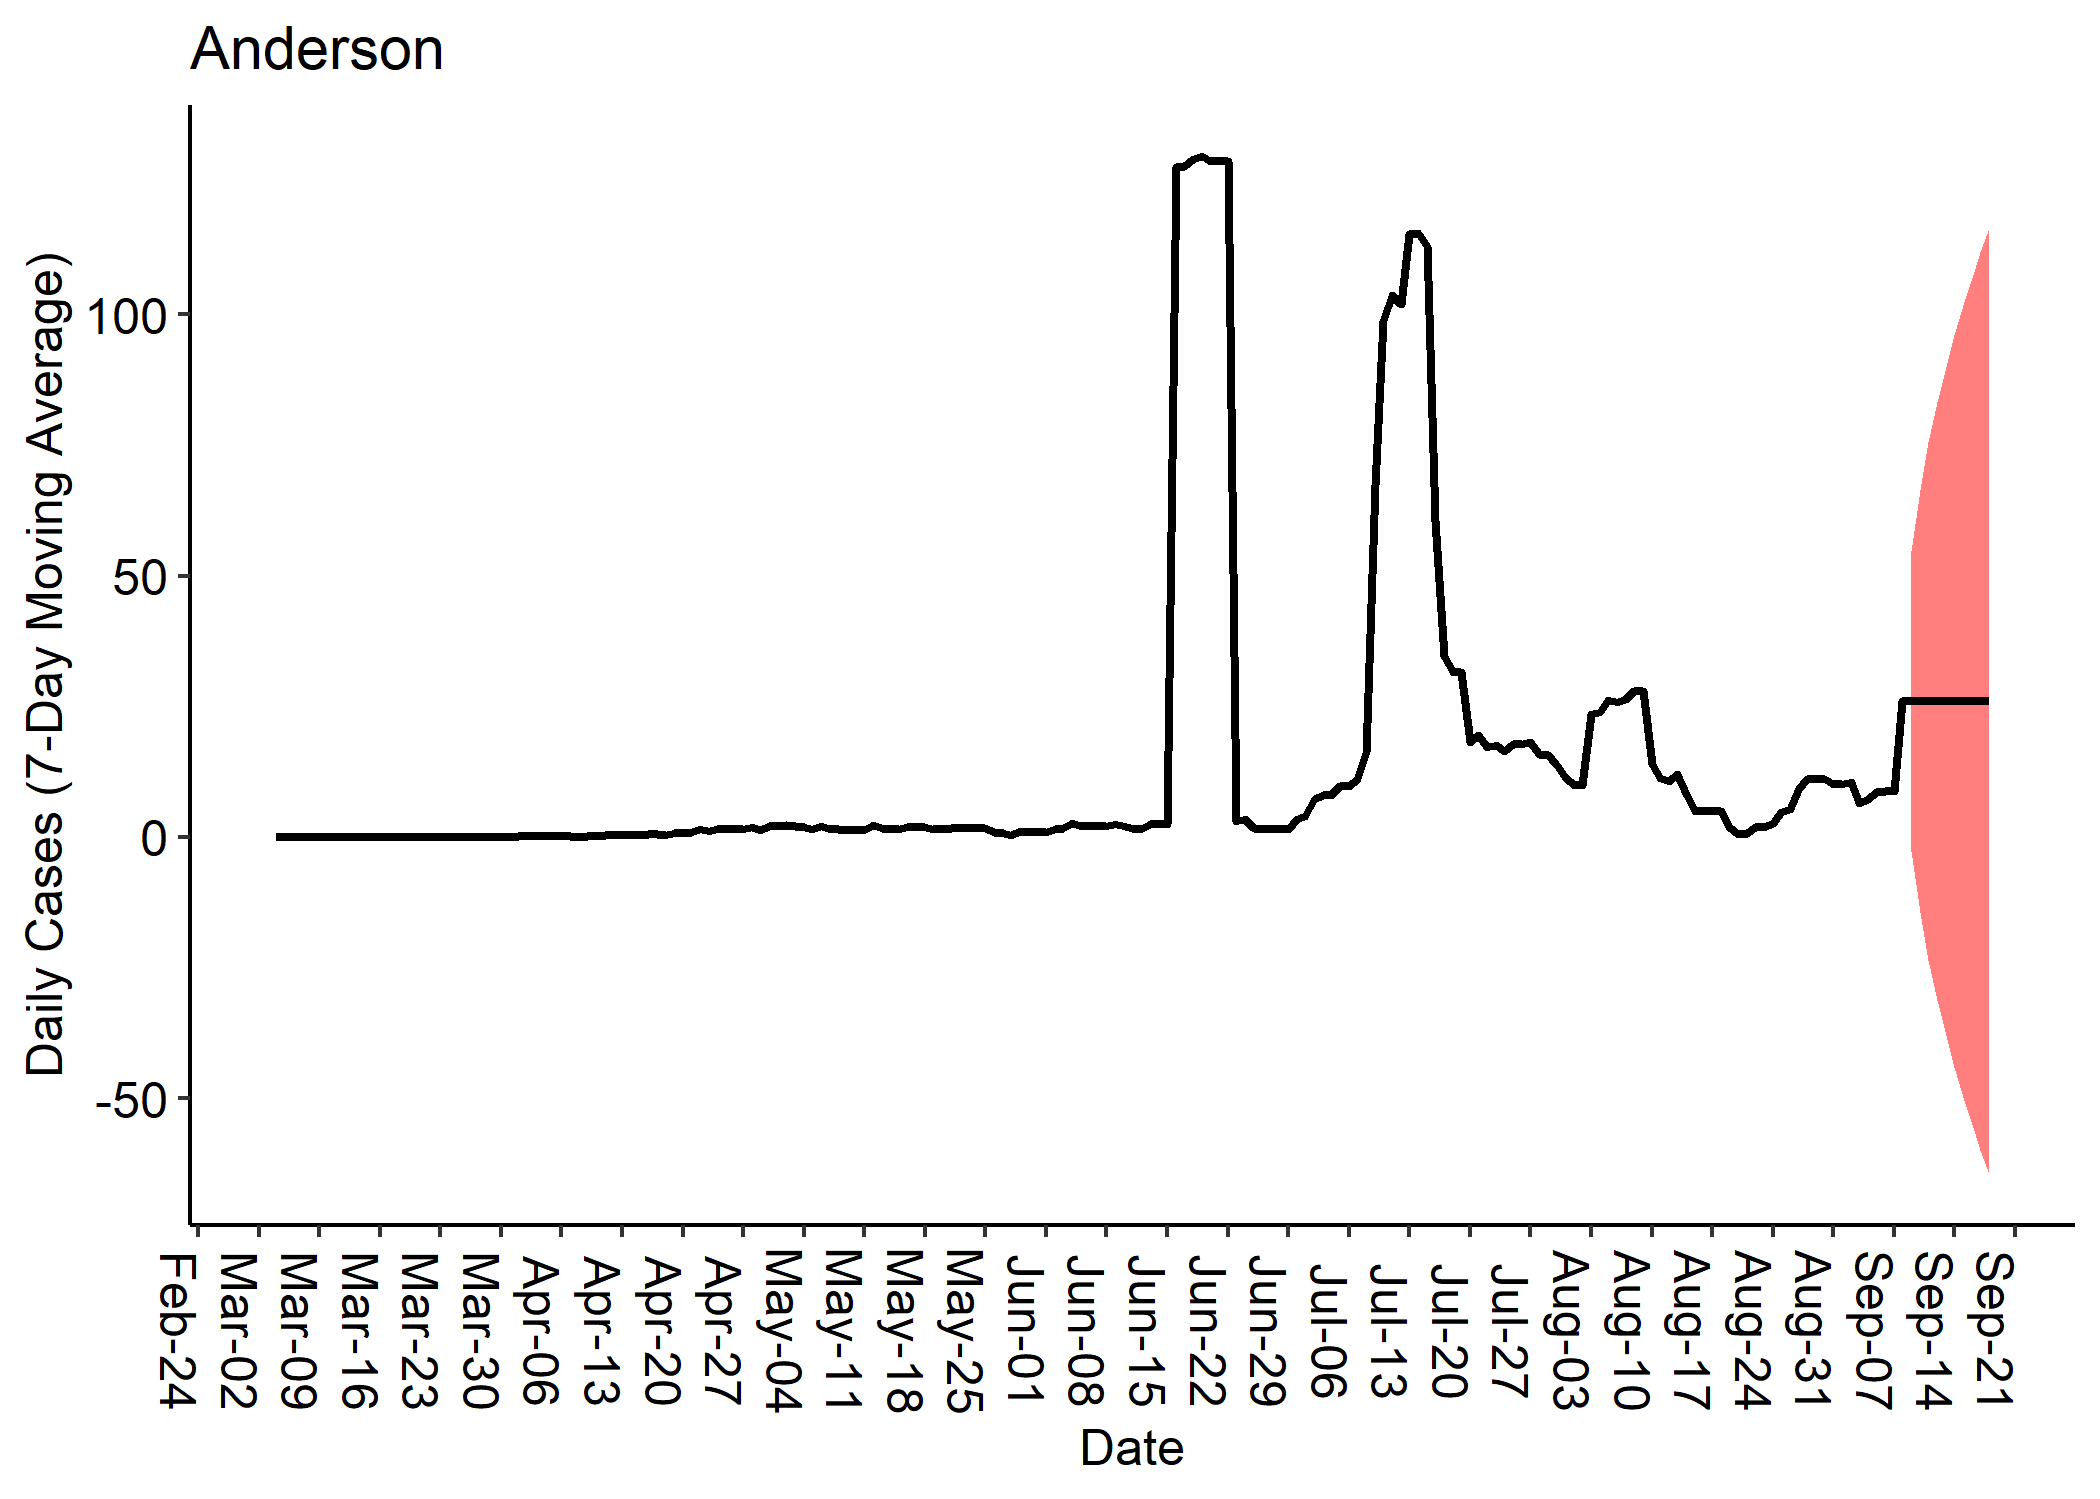 Anderson
Daily Cases (7-Day Moving Average)
100
50
0
-50
Feb-24
Mar-02
Mar-09
Mar-16
Mar-23
Mar-30
Apr-06
Apr-13
Apr-20
Apr-27
May-04
May-11
May-18
May-25
Jun-01
Jun-08
Jun-15
Jun-22
Jun-29
Jul-06
Jul-13
Jul-20
Jul-27
Aug-03
Aug-10
Aug-17
Aug-24
Aug-31
Sep-07
Sep-14
Sep-21
Date